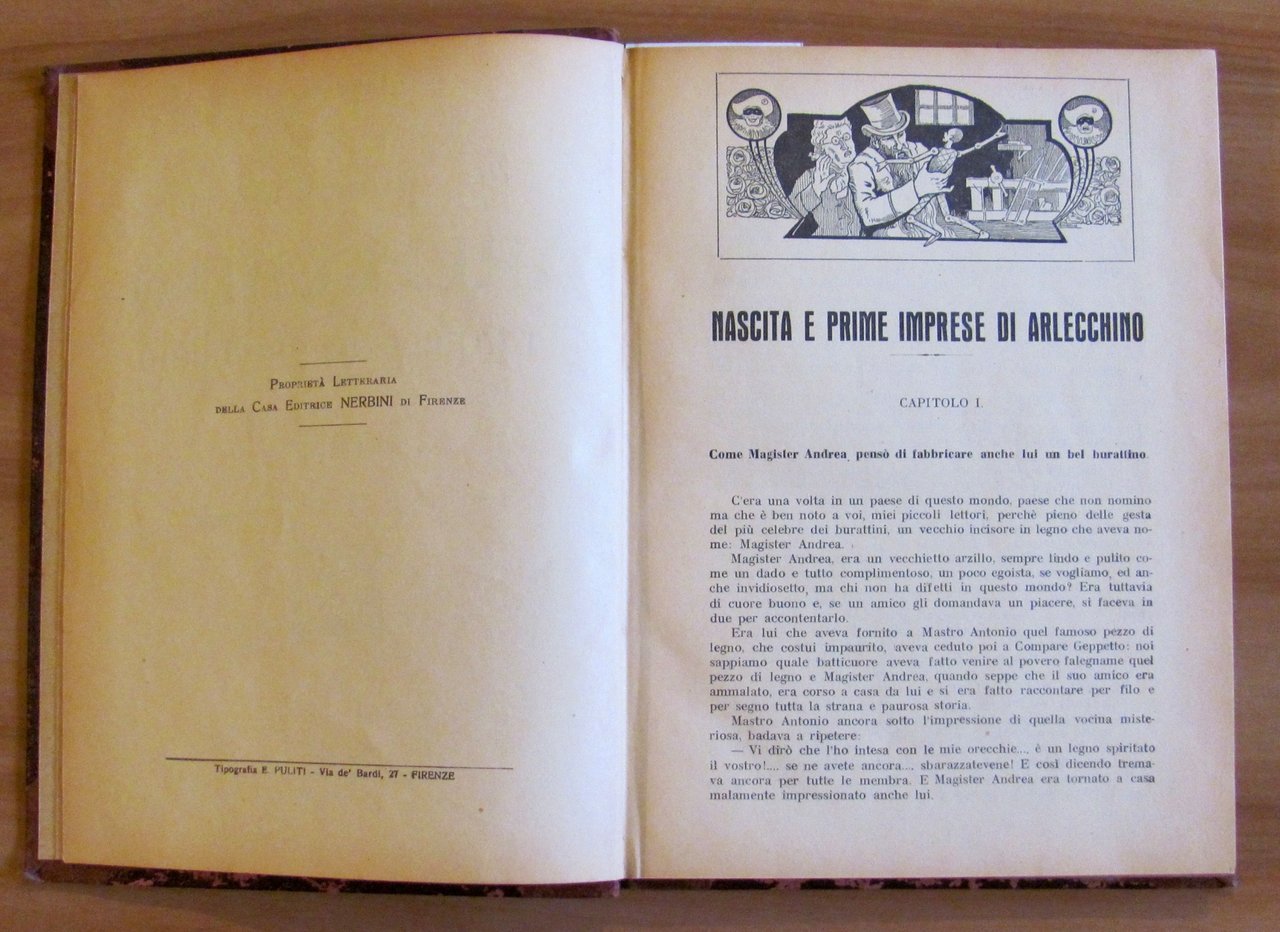 PROPRIETÀ LETTERARIA
DELLA CASA EDITRICE NERBINI DI FIRENZE
Tipografia E. PULITI - Via de' Bardi, 27 - FIRENZE
NASCITA E PRIME IMPRESE DI ARLECCHINO
CAPITOLO I.
Come Magister Andrea pensò di fabbricare anche lui un bel burattino.
C'era una volta in un paese di questo mondo, paese che non nomino
ma che è ben noto a voi, miei piccoli lettori, perchè pieno delle gesta
del più celebre dei burattini, un vecchio incisore in legno che aveva no-
me: Magister Andrea.
Magister Andrea, era un vecchietto arzillo, sempre lindo e pulito co-
me un dado e tutto complimentoso, un poco egoista, se vogliamo, ed an-
che invidiosetto, ma chi non ha difetti in questo mondo? Era tuttavia
di cuore buono e, se un amico gli domandava un piacere, si faceva in
due per accontentarlo.
Era lui che aveva fornito a Mastro Antonio quel famoso pezzo di
legno, che costui impaurito, aveva ceduto poi a Compare Geppetto: noi
sappiamo quale batticuore aveva fatto venire al povero falegname quel
pezzo di legno e Magister Andrea, quando seppe che il suo amico era
ammalato, era corso a casa da lui e si era fatto raccontare per filo e
per segno tutta la strana e paurosa storia.
Mastro Antonio ancora sotto l'impressione di quella vocina miste-
riosa, badava a ripetere:
— Vi dirò che l'ho intesa con le mie orecchie..., è un legno spiritato
il vostro!.... se ne avete ancora..., sbarazzatevene! E così dicendo trema-
va ancora per tutte le membra. E Magister Andrea era tornato a casa
malamente impressionato anche lui.